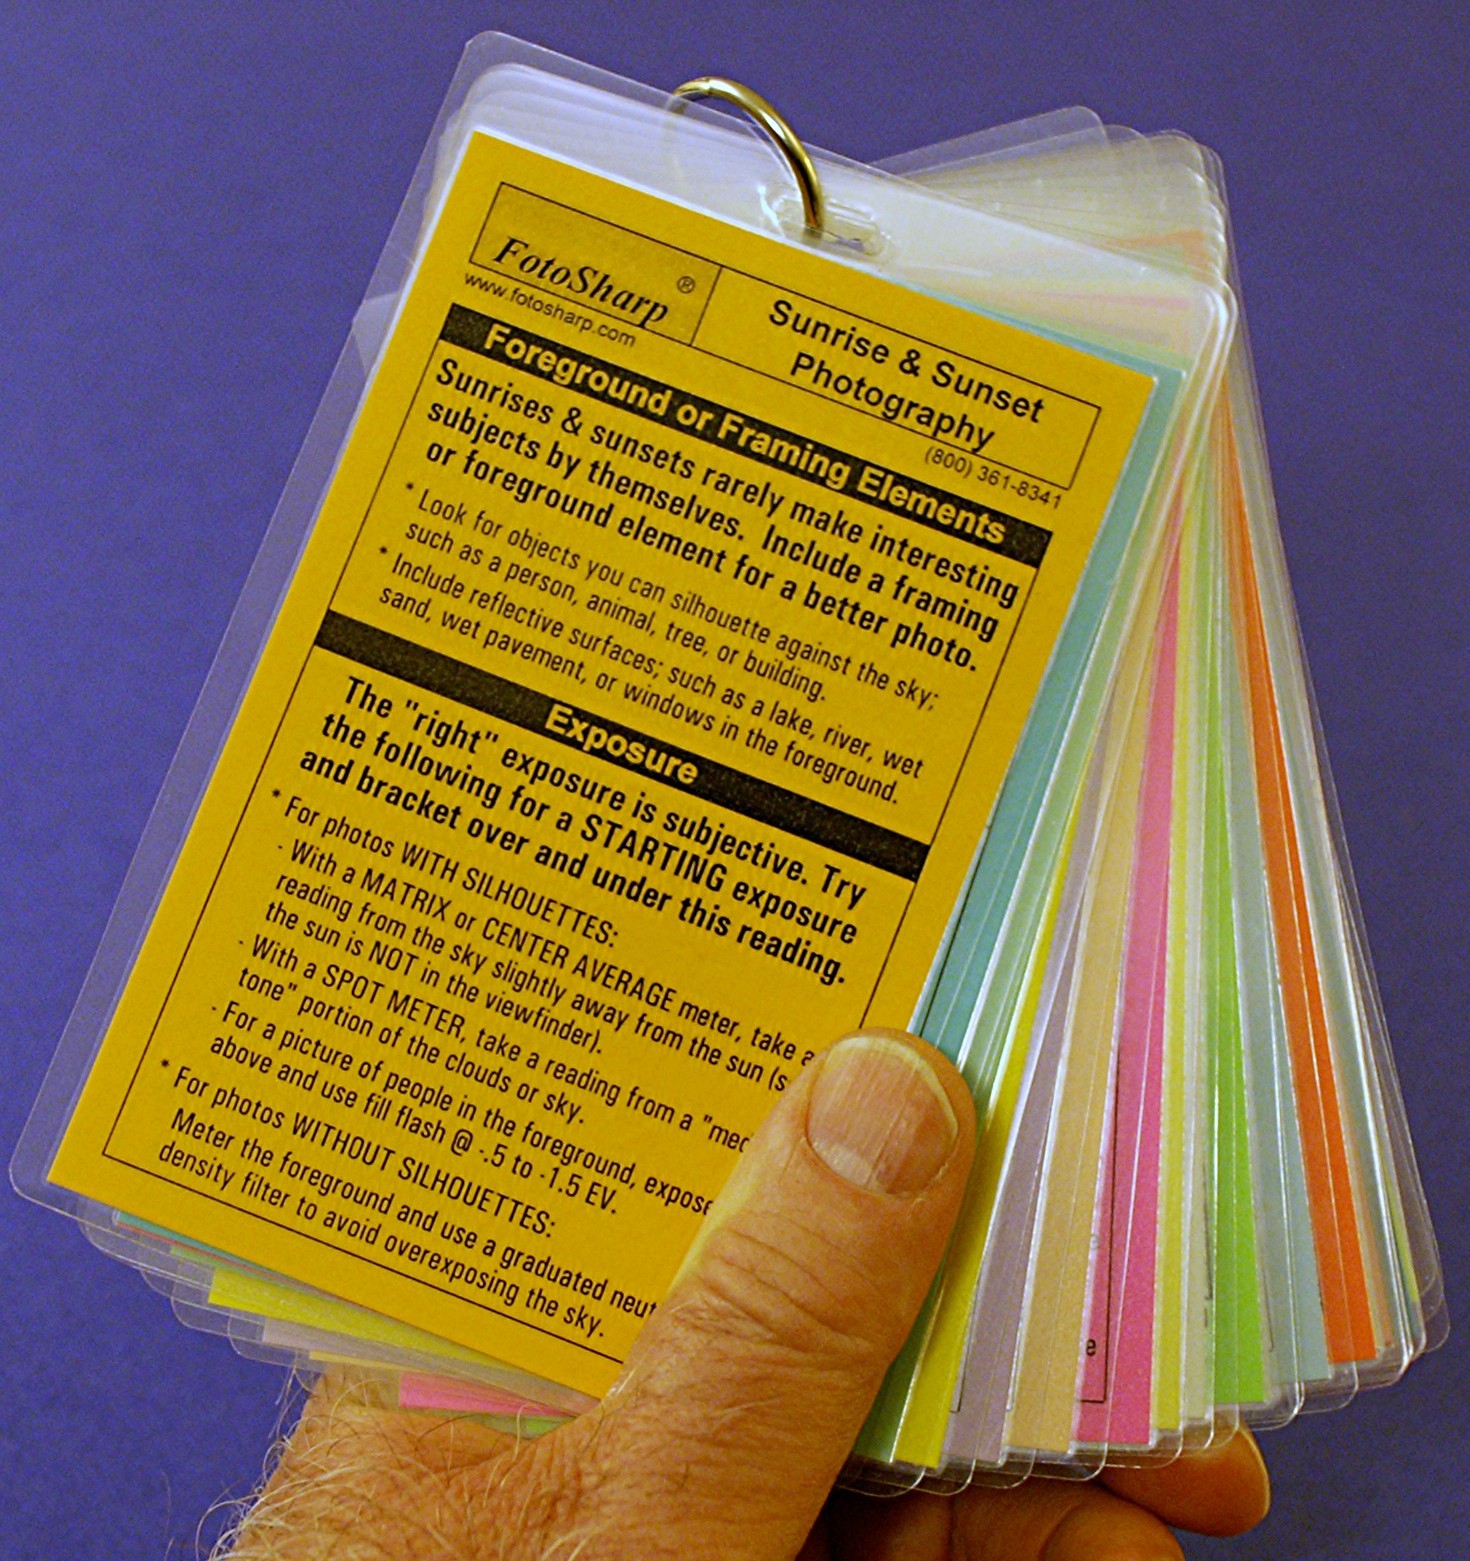 FotoSharp ®
www.fotosharp.com
Sunrise & Sunset
Photography
(800) 361-8341
Foreground or Framing Elements
Sunrises & sunsets rarely make interesting
subjects by themselves. Include a framing
or foreground element for a better photo.
* Look for objects you can silhouette against the sky;
such as a person, animal, tree, or building.
* Include reflective surfaces; such as a lake, river, wet
sand, wet pavement, or windows in the foreground.
Exposure
The "right" exposure is subjective. Try
the following for a STARTING exposure
and bracket over and under this reading.
* For photos WITH SILHOUETTES:
- With a MATRIX or CENTER AVERAGE meter, take a
reading from the sky slightly away from the sun (s
the sun is NOT in the viewfinder).
- With a SPOT METER, take a reading from a "med
tone" portion of the clouds or sky.
- For a picture of people in the foreground, expose
above and use fill flash @ -.5 to -1.5 EV.
* For photos WITHOUT SILHOUETTES:
Meter the foreground and use a graduated neut
density filter to avoid overexposing the sky.
e